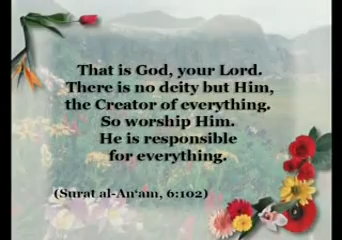 That is God, your Lord.
There is no deity but Him,
the Creator of everything.
So worship Him.
He is responsible
for everything.
(Surat al-An‘am, 6:102)